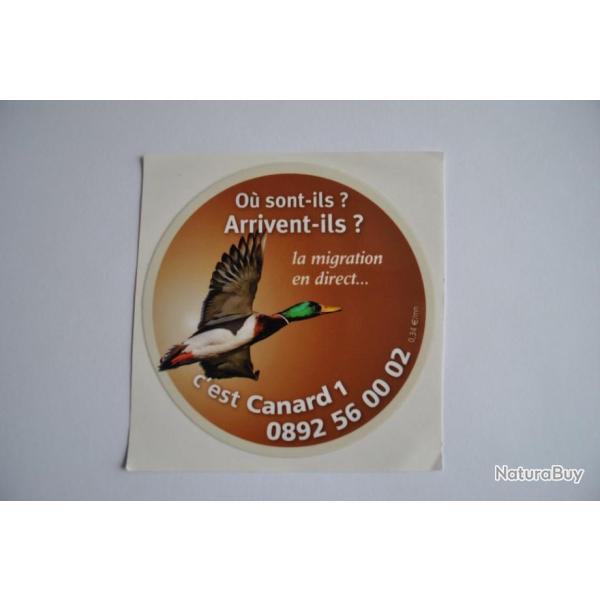 Où sont-ils ?
Arrivent-ils ?
la migration
en direct...
c'est Canard 1
0892 56 00 02
0,34 €/mn
NaturaBuy